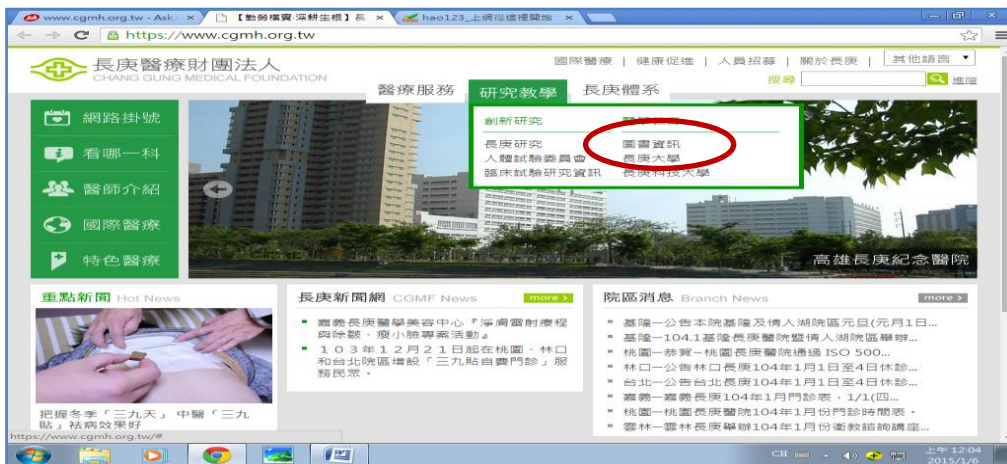 www.cgmh.org.tw - Ask
【勤勞樸實‧深耕生根】長
hao123_上網從這裡開始
https://www.cgmh.org.tw
長庚醫療財團法人
CHANG GUNG MEDICAL FOUNDATION
國際醫療 | 健康促進 | 人員招募 | 關於長庚 | 其他語言
搜尋 進階
醫療服務 研究教學 長庚體系
網路掛號
看哪一科
醫師介紹
國際醫療
特色醫療
創新研究
長庚研究 圖書資訊
人體試驗委員會 長庚大學
臨床試驗研究資訊 長庚科技大學
高雄長庚紀念醫院
重點新聞 Hot News
把握冬季「三九天」 中醫「三九
貼」祛病效果好
長庚新聞網 CGMF News more >
嘉義長庚醫學美容中心『淨膚雷射療程
與除皺、瘦小臉專案活動』
103年12月21日起在桃園、林口
和台北院區增設「三九貼自費門診」服
務民眾。
院區消息 Branch News more >
基隆—公告本院基隆及情人湖院區元旦(元月1日...
基隆—104.1基隆長庚醫院暨情人湖院區舉辦...
桃園—恭賀—桃園長庚醫院通過 ISO 500...
林口—公告林口長庚104年1月1日至4日休診...
台北—公告台北長庚104年1月1日至4日休診...
嘉義—嘉義長庚104年1月門診表，1/1(四...
桃園—桃園長庚醫院104年1月份門診時間表。
雲林—雲林長庚舉辦104年1月份衛教諮詢講座...
https://www.cgmh.org.tw/#
CH
上午 12:04
2015/1/6